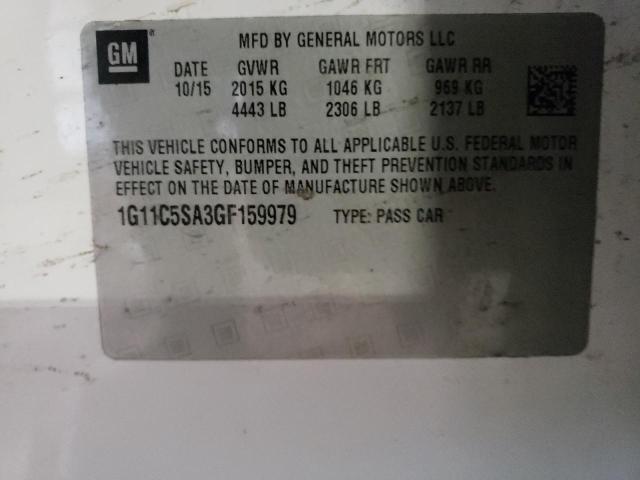 GM
MFD BY GENERAL MOTORS LLC
DATE GVWR GAWR FRT GAWR RR
10/15 2015 KG 1046 KG 969 KG
4443 LB 2306 LB 2137 LB
THIS VEHICLE CONFORMS TO ALL APPLICABLE U.S. FEDERAL MOTOR
VEHICLE SAFETY, BUMPER, AND THEFT PREVENTION STANDARDS IN
EFFECT ON THE DATE OF MANUFACTURE SHOWN ABOVE.
1G11C5SA3GF159979 TYPE: PASS CAR